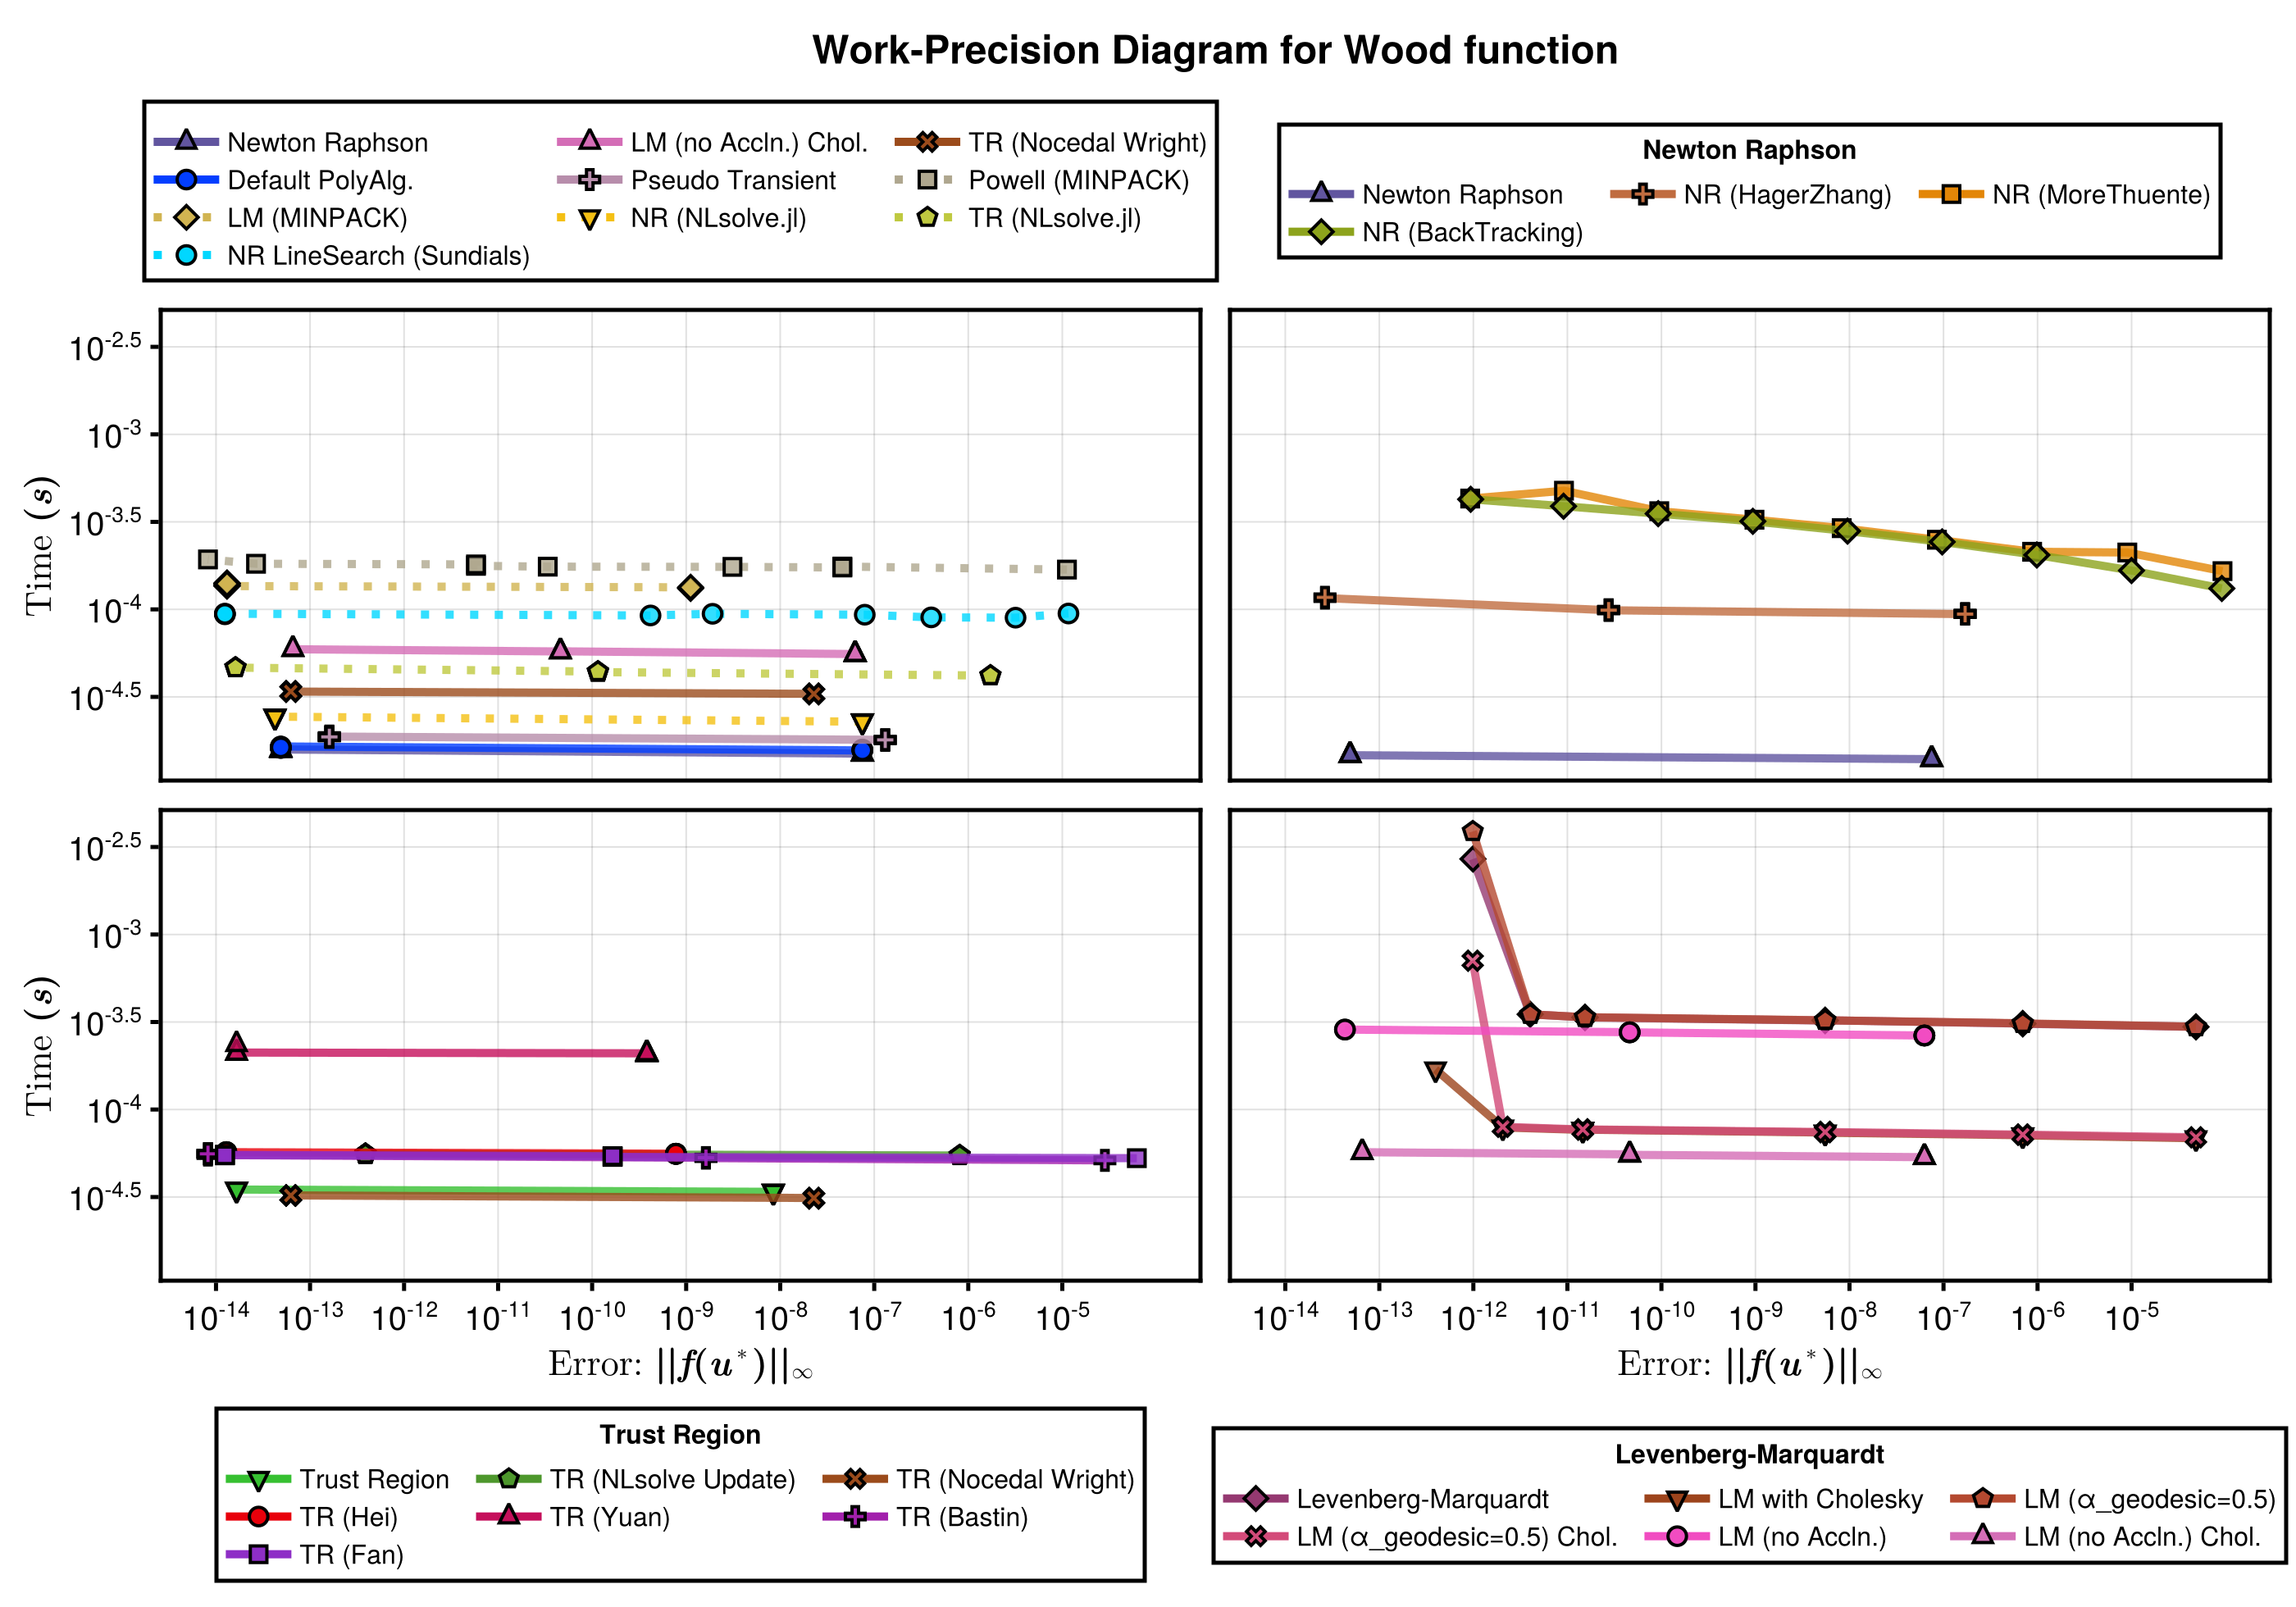 Work-Precision Diagram for Wood function
Newton Raphson LM (no Accln.) Chol. TR (Nocedal Wright)
Default PolyAlg. Pseudo Transient Powell (MINPACK)
LM (MINPACK) NR (NLsolve.jl) TR (NLsolve.jl)
NR LineSearch (Sundials)
Newton Raphson
Newton Raphson NR (HagerZhang) NR (MoreThuente)
NR (BackTracking)
Time (s)
10^-2.5
10^-3
10^-3.5
10^-4
10^-4.5
Time (s)
10^-2.5
10^-3
10^-3.5
10^-4
10^-4.5
10^-14 10^-13 10^-12 10^-11 10^-10 10^-9 10^-8 10^-7 10^-6 10^-5
Error: ||f(u*)||∞
10^-14 10^-13 10^-12 10^-11 10^-10 10^-9 10^-8 10^-7 10^-6 10^-5
Error: ||f(u*)||∞
Trust Region
Trust Region TR (NLsolve Update) TR (Nocedal Wright)
TR (Hei) TR (Yuan) TR (Bastin)
TR (Fan)
Levenberg-Marquardt
Levenberg-Marquardt LM with Cholesky LM (α_geodesic=0.5)
LM (α_geodesic=0.5) Chol. LM (no Accln.) LM (no Accln.) Chol.